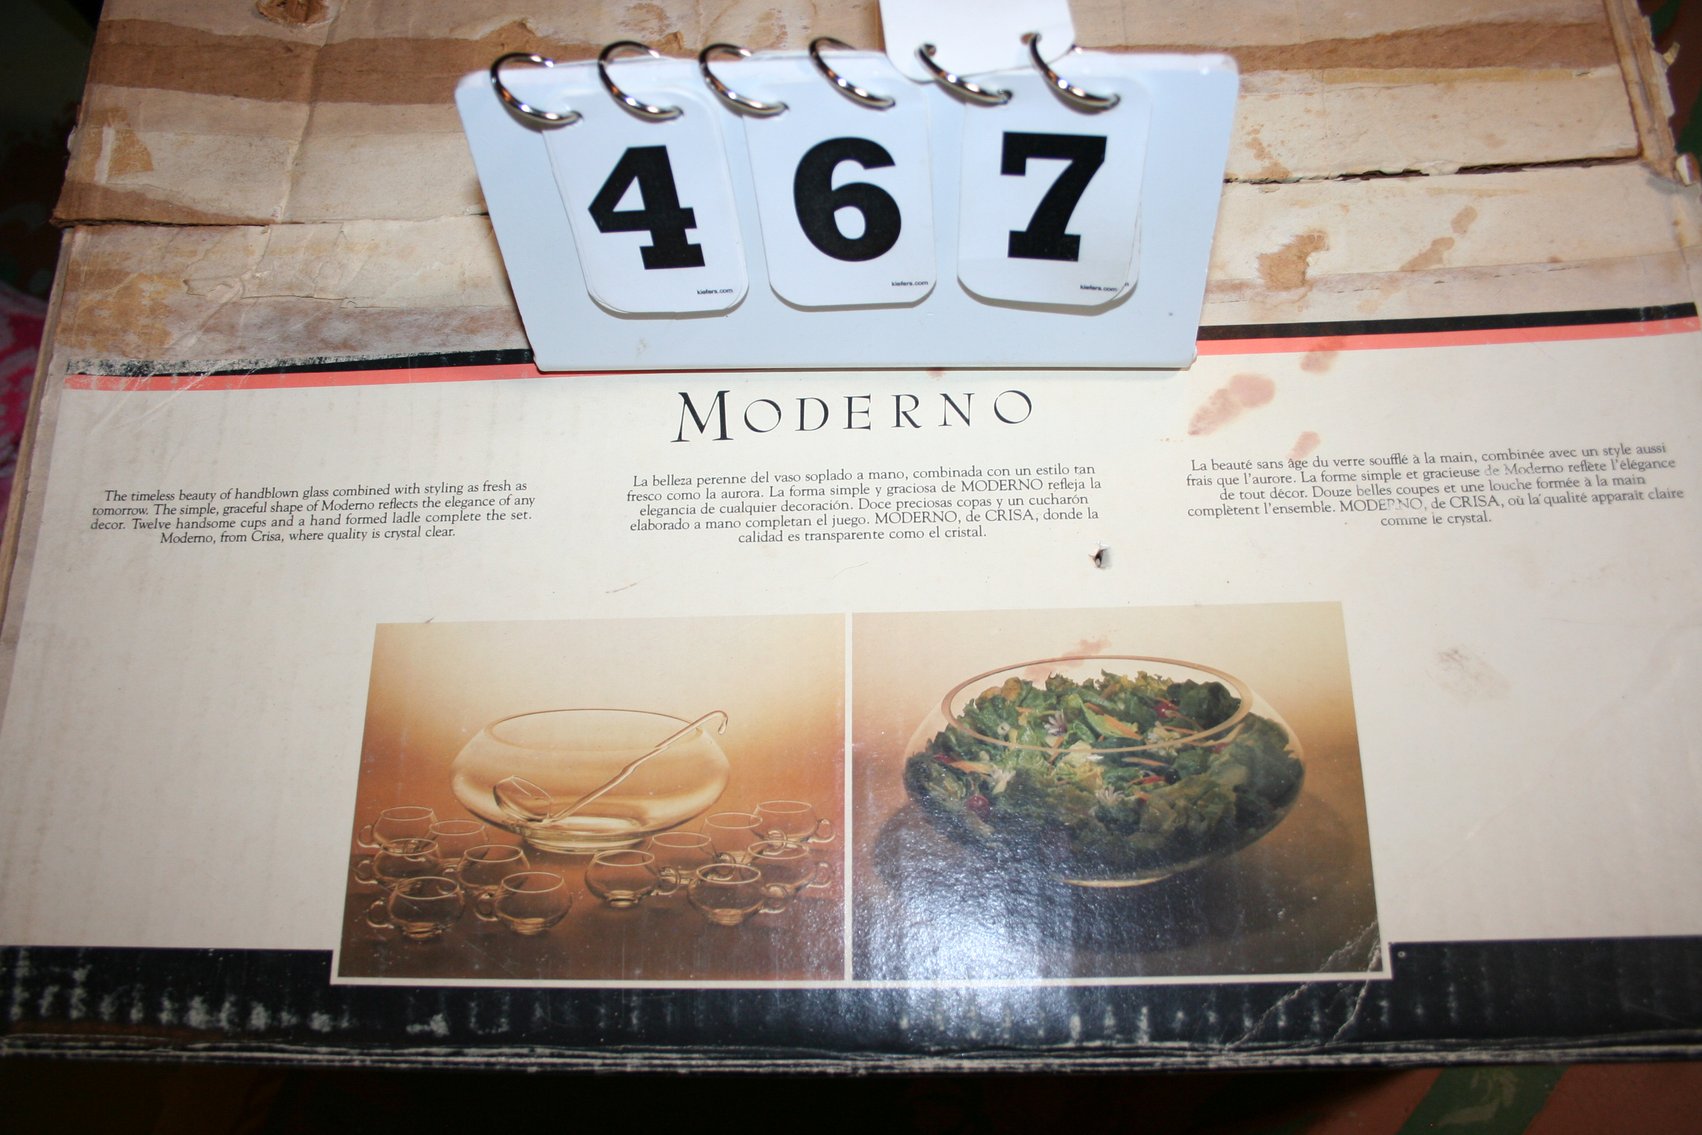 4 6 7
kiefers.com kiefers.com kiefers.com
MODERNO
The timeless beauty of handblown glass combined with styling as fresh as
tomorrow. The simple, graceful shape of Moderno reflects the elegance of any
decor. Twelve handsome cups and a hand formed ladle complete the set.
Moderno, from Crisa, where quality is crystal clear.
La belleza perenne del vaso soplado a mano, combinada con un estilo tan
fresco como la aurora. La forma simple y graciosa de MODERNO refleja la
elegancia de cualquier decoración. Doce preciosas copas y un cucharón
elaborado a mano completan el juego. MODERNO, de CRISA, donde la
calidad es transparente como el cristal.
La beauté sans âge du verre soufflé à la main, combinée avec un style aussi
frais que l'aurore. La forme simple et gracieuse de Moderno reflète l'élégance
de tout décor. Douze belles coupes et une louche formée à la main
complètent l'ensemble. MODERNO, de CRISA, où la qualité apparaît claire
comme le crystal.